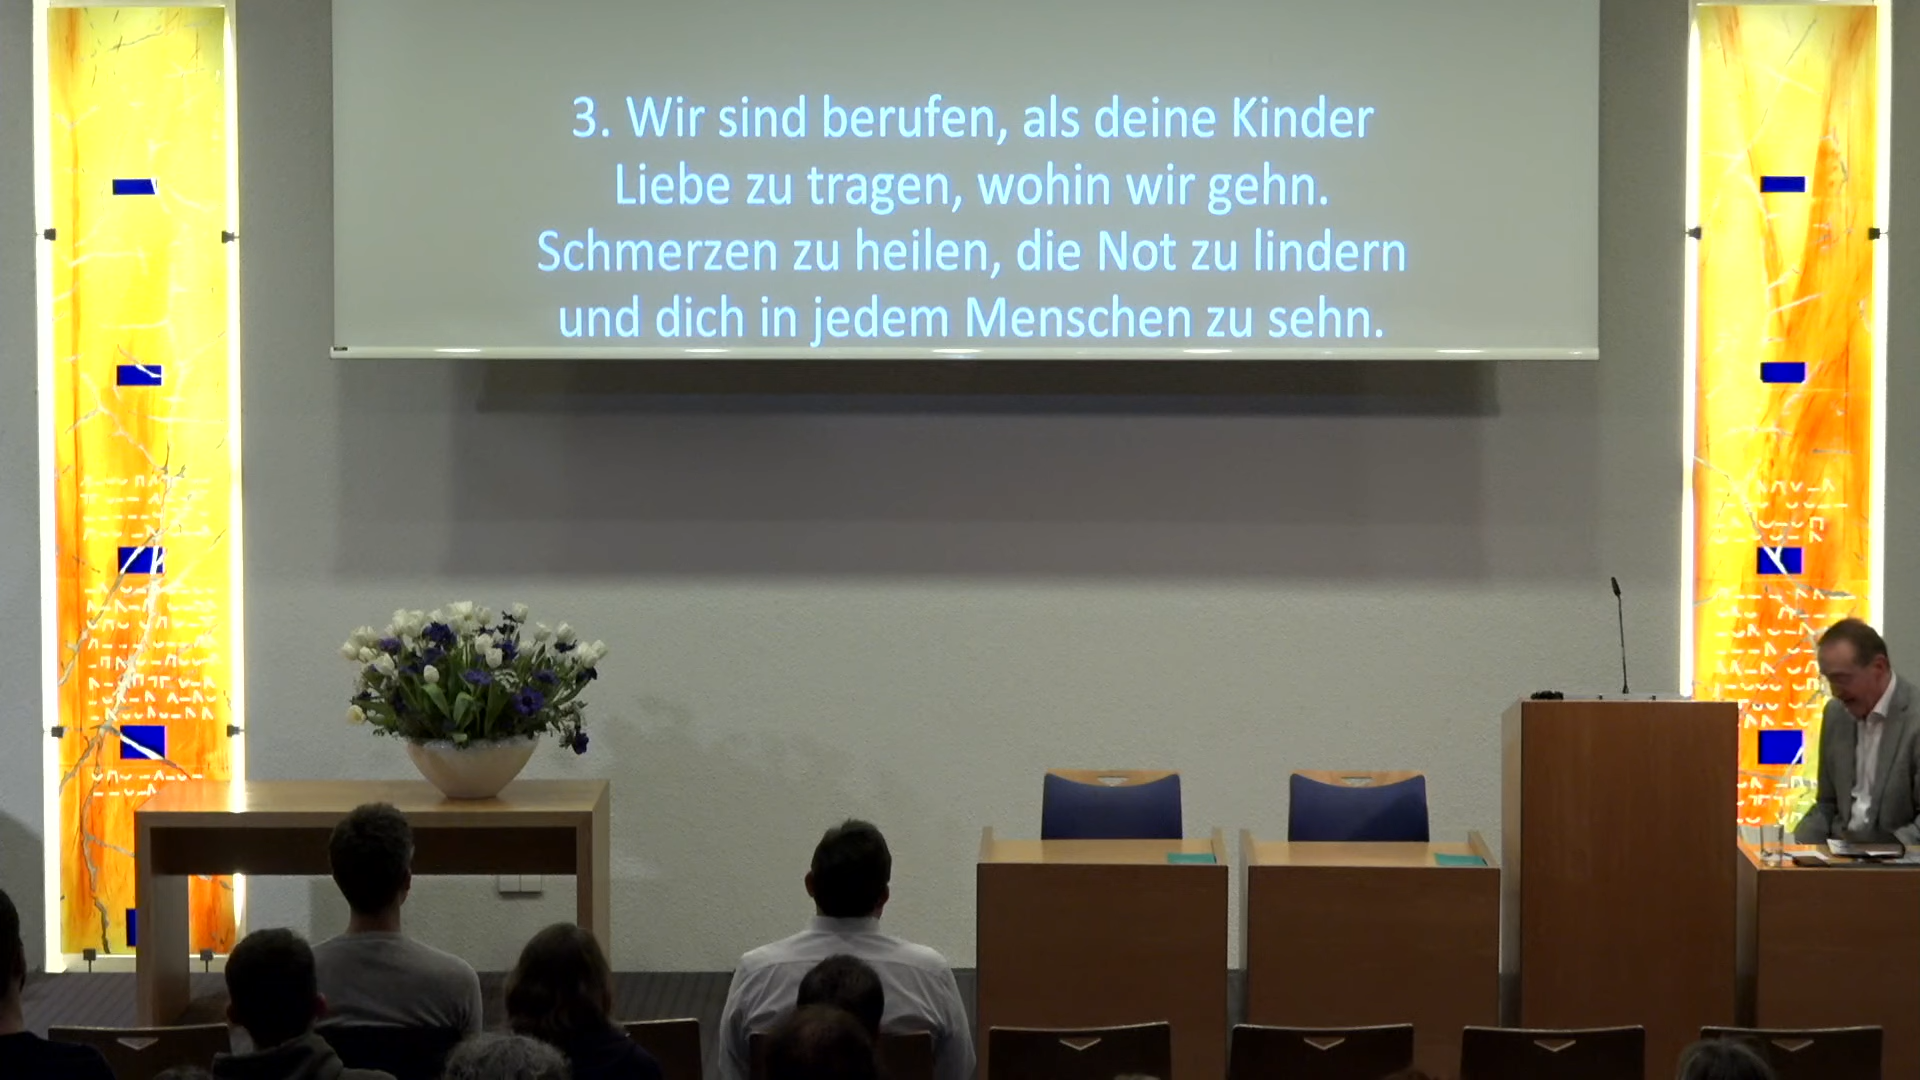 3. Wir sind berufen, als deine Kinder
Liebe zu tragen, wohin wir gehn.
Schmerzen zu heilen, die Not zu lindern
und dich in jedem Menschen zu sehn.